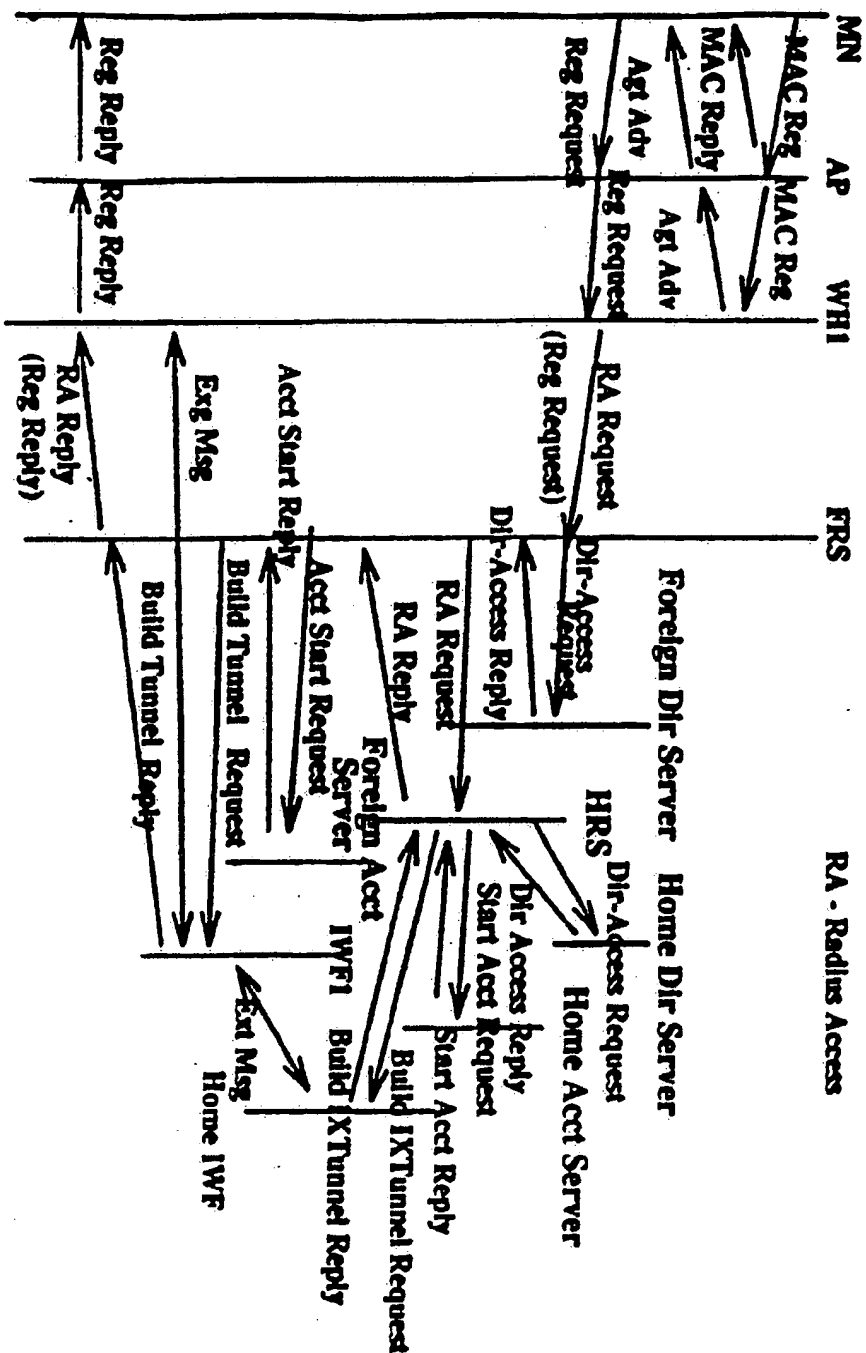 MN
AP
WH1
FRS
RA - Radius Access
Foreign Dir Server
Home Dir Server
MAC Reg
MAC Reg
MAC Reply
Agt Adv
Agt Adv
Reg Request
Reg Request
RA Request
(Reg Request)
Dir-Access
Request
Dir-Access Reply
HRS
Dir-Access Request
Dir Access Reply
Home Acct Server
RA Request
Start Acct Request
Start Acct Reply
RA Reply
Build IXTunnel Request
Build IXTunnel Reply
Foreign Acct
Server
Acct Start Request
Acct Start Reply
IWF1
Home IWF
Ext Msg
Build Tunnel Request
Exg Msg
Build Tunnel Reply
RA Reply
(Reg Reply)
Reg Reply
Reg Reply